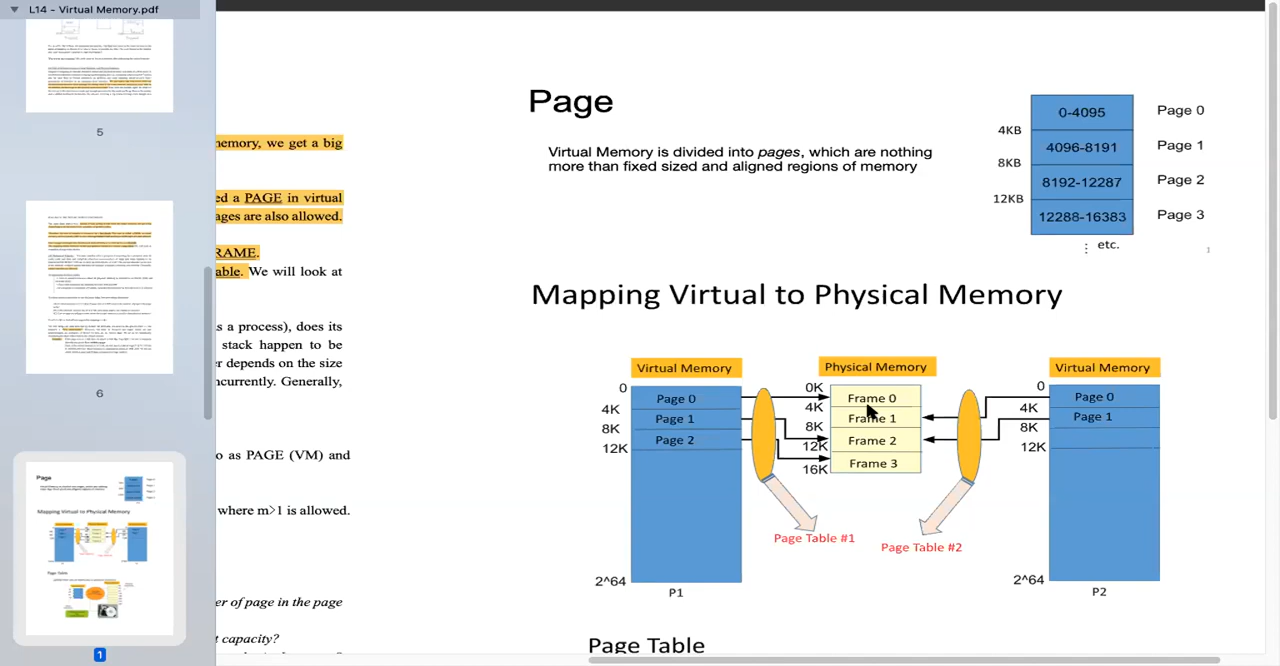 L14 - Virtual Memory.pdf
5
6
1
memory, we get a big
ed a PAGE in virtual
ages are also allowed.
RAME.
able. We will look at
s a process), does its
stack happen to be
er depends on the size
currently. Generally,
o as PAGE (VM) and
where m>1 is allowed.
er of page in the page
t capacity?
Page
Virtual Memory is divided into pages, which are nothing
more than fixed sized and aligned regions of memory
0-4095 Page 0
4KB
4096-8191 Page 1
8KB
8192-12287 Page 2
12KB
12288-16383 Page 3
⋮ etc.
1
Mapping Virtual to Physical Memory
Virtual Memory
0
Page 0
4K
Page 1
8K
Page 2
12K
2^64
P1
Physical Memory
0K
Frame 0
4K
Frame 1
8K
Frame 2
12K
Frame 3
16K
Page Table #1
Page Table #2
Virtual Memory
0
Page 0
4K
Page 1
8K
12K
2^64
P2
Page Table